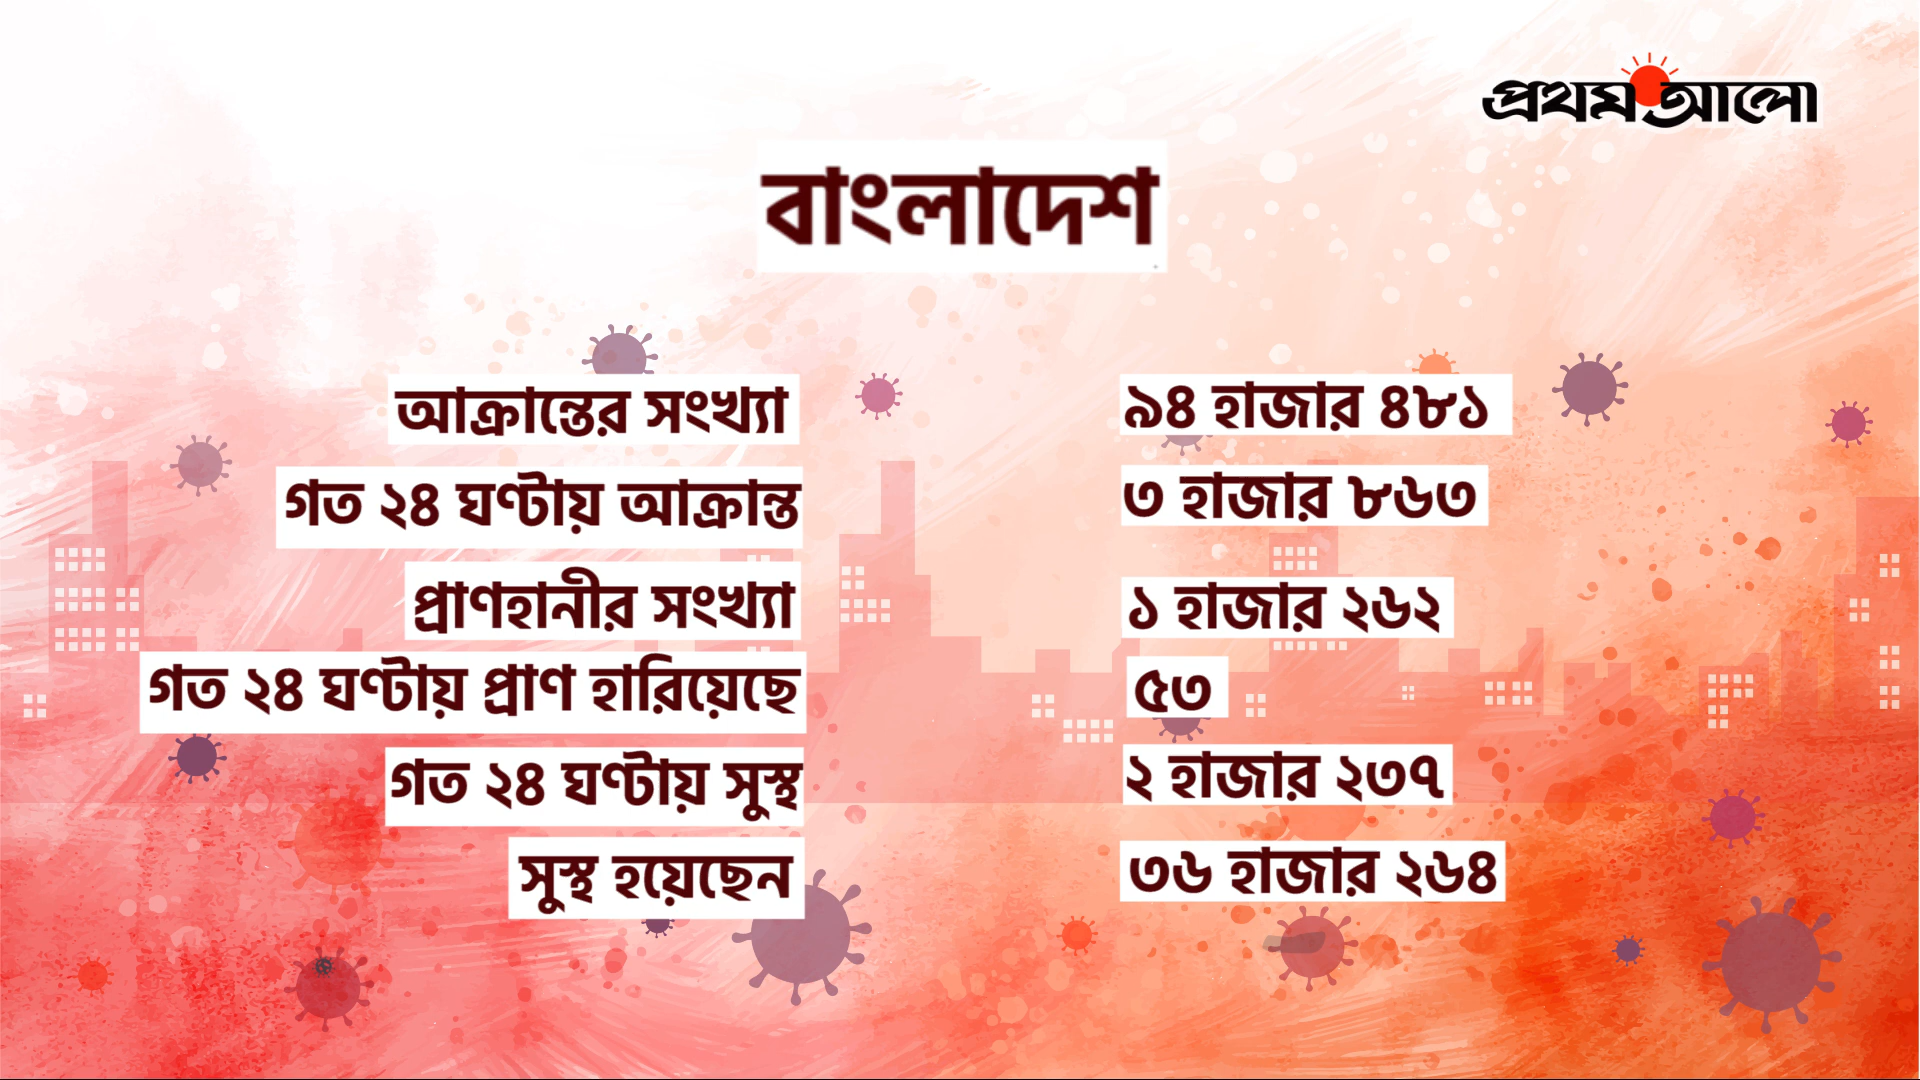 প্রথম আলো
বাংলাদেশ
আক্রান্তের সংখ্যা ৯৪ হাজার ৪৮১
গত ২৪ ঘণ্টায় আক্রান্ত ৩ হাজার ৮৬৩
প্রাণহানীর সংখ্যা ১ হাজার ২৬২
গত ২৪ ঘণ্টায় প্রাণ হারিয়েছে ৫৩
গত ২৪ ঘণ্টায় সুস্থ ২ হাজার ২৩৭
সুস্থ হয়েছেন ৩৬ হাজার ২৬৪